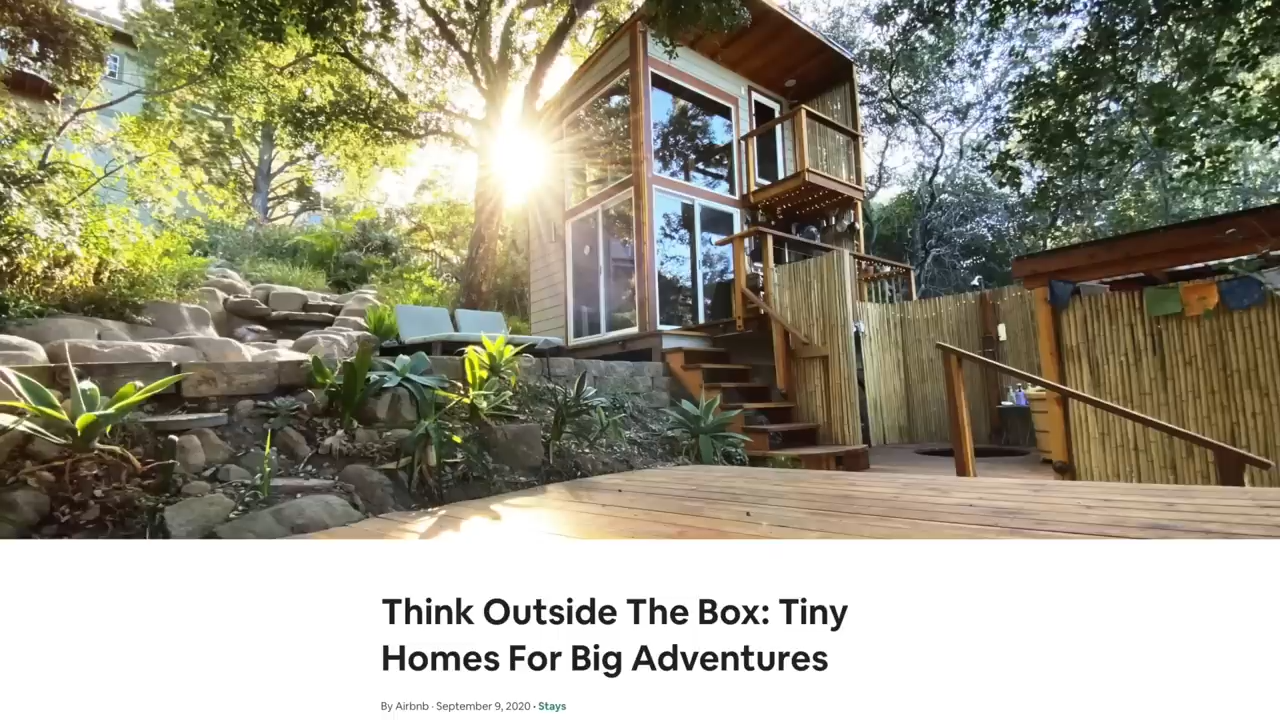 Think Outside The Box: Tiny
Homes For Big Adventures
By Airbnb · September 9, 2020 · Stays